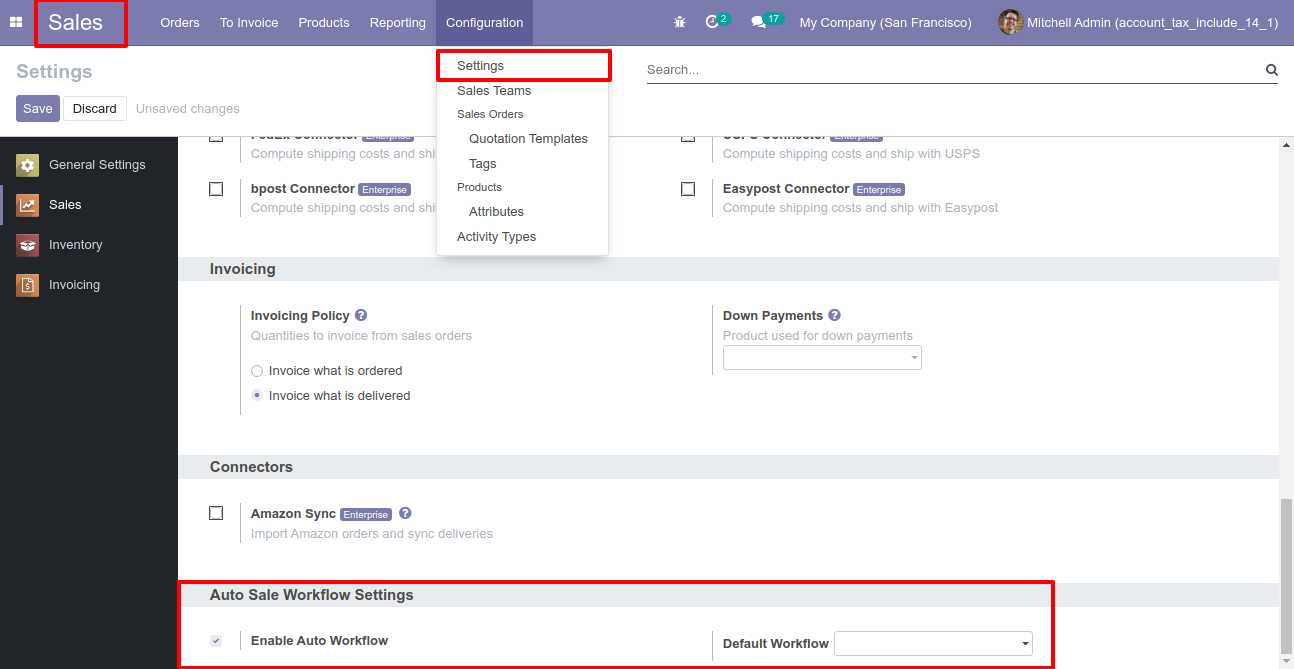 Sales Orders To Invoice Products Reporting Configuration 2 17 My Company (San Francisco) Mitchell Admin (account_tax_include_14_1)
Settings
Search...
Save Discard Unsaved changes
Settings
Sales Teams
Sales Orders
Quotation Templates
Tags
Products
Attributes
Activity Types
General Settings
Sales
Inventory
Invoicing
FedEx Connector Enterprise
Compute shipping costs and ship
USPS Connector Enterprise
Compute shipping costs and ship with USPS
bpost Connector Enterprise
Compute shipping costs and shi
Easypost Connector Enterprise
Compute shipping costs and ship with Easypost
Invoicing
Invoicing Policy ?
Quantities to invoice from sales orders
Invoice what is ordered
Invoice what is delivered
Down Payments ?
Product used for down payments
Connectors
Amazon Sync Enterprise ?
Import Amazon orders and sync deliveries
Auto Sale Workflow Settings
Enable Auto Workflow
Default Workflow